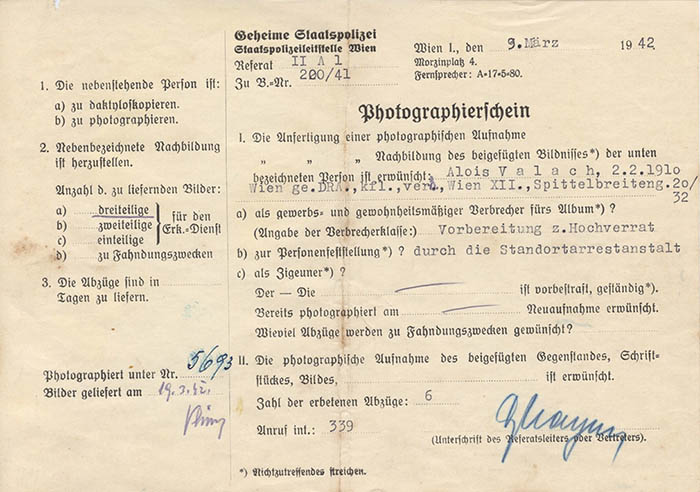 Geheime Staatspolizei
Staatspolizeileitstelle Wien
Referat II A 1
Zu B.-Nr. 200/41
Wien I., den 9. März 1942
Morzinplatz 4.
Fernsprecher: A=17=5=80.
1. Die nebenstehende Person ist:
a) zu daktyloskopieren.
b) zu photographieren.
2. Nebenbezeichnete Nachbildung
ist herzustellen.
Anzahl d. zu liefernden Bilder:
a) dreiteilige
b) zweiteilige
c) einteilige
für den
Erk.=Dienst
d) zu Fahndungszwecken
3. Die Abzüge sind in
Tagen zu liefern.
Photographiert unter Nr. 5693
Bilder geliefert am 19.3.42.
Photographierschein
I. Die Anfertigung einer photographischen Aufnahme
" " " Nachbildung des beigefügten Bildnisses*) der unten
bezeichneten Person ist erwünscht: Alois V a l a c h, 2.2.1910
Wien ge.DRA.,kfl.,verh., Wien XII., Spittelbreiteng.20/
32
a) als gewerbs= und gewohnheitsmäßiger Verbrecher fürs Album*) ?
(Angabe der Verbrecherklasse:) Vorbereitung z.Hochverrat
b) zur Personenfeststellung*) ? durch die Standortarrestanstalt
c) als Zigeuner*) ?
Der — Die ist vorbestraft, geständig*).
Bereits photographiert am Neuaufnahme erwünscht.
Wieviel Abzüge werden zu Fahndungszwecken gewünscht?
II. Die photographische Aufnahme des beigefügten Gegenstandes, Schrift=
stückes, Bildes, ist erwünscht.
Zahl der erbetenen Abzüge: 6
Anruf int.: 339
(Unterschrift des Referatsleiters oder Vertreters).
*) Nichtzutreffendes streichen.